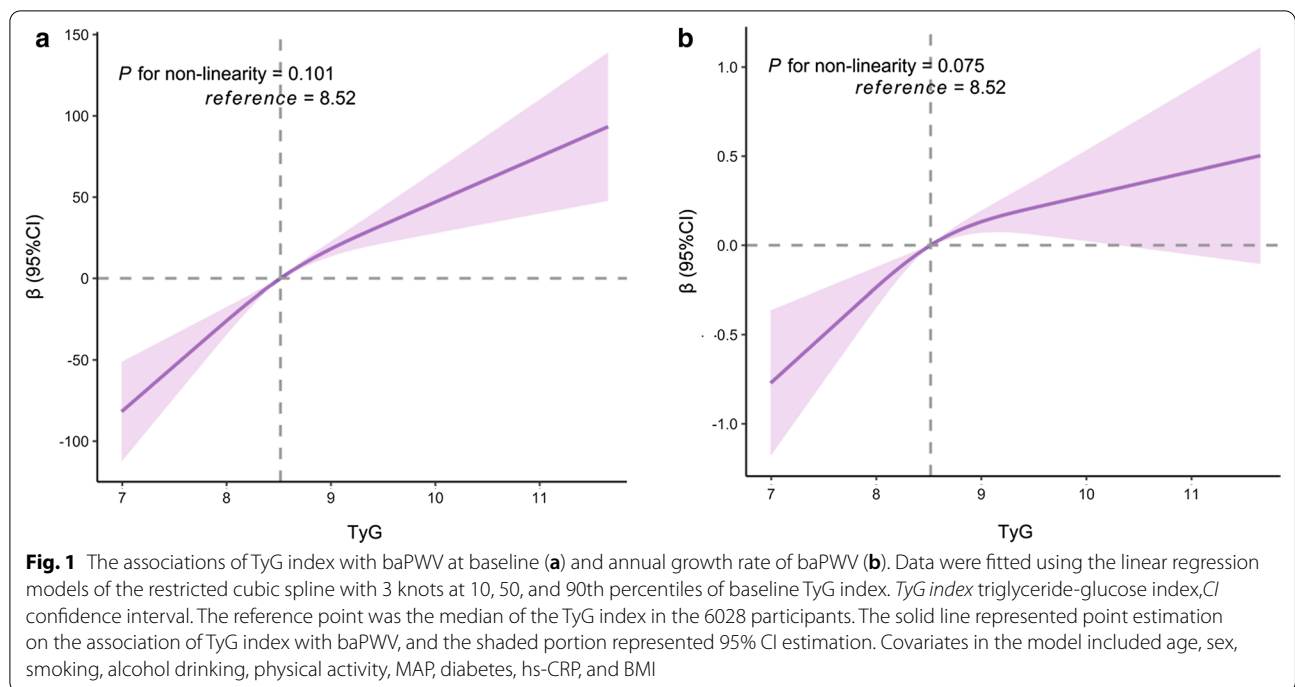 a
150
100
50
0
-50
-100
P for non-linearity = 0.101
reference = 8.52
β (95%CI)
7 8 9 10 11
TyG
b
1.0
0.5
0.0
-0.5
-1.0
P for non-linearity = 0.075
reference = 8.52
β (95%CI)
7 8 9 10 11
TyG
Fig. 1 The associations of TyG index with baPWV at baseline (a) and annual growth rate of baPWV (b). Data were fitted using the linear regression
models of the restricted cubic spline with 3 knots at 10, 50, and 90th percentiles of baseline TyG index. TyG index triglyceride-glucose index,CI
confidence interval. The reference point was the median of the TyG index in the 6028 participants. The solid line represented point estimation
on the association of TyG index with baPWV, and the shaded portion represented 95% CI estimation. Covariates in the model included age, sex,
smoking, alcohol drinking, physical activity, MAP, diabetes, hs-CRP, and BMI